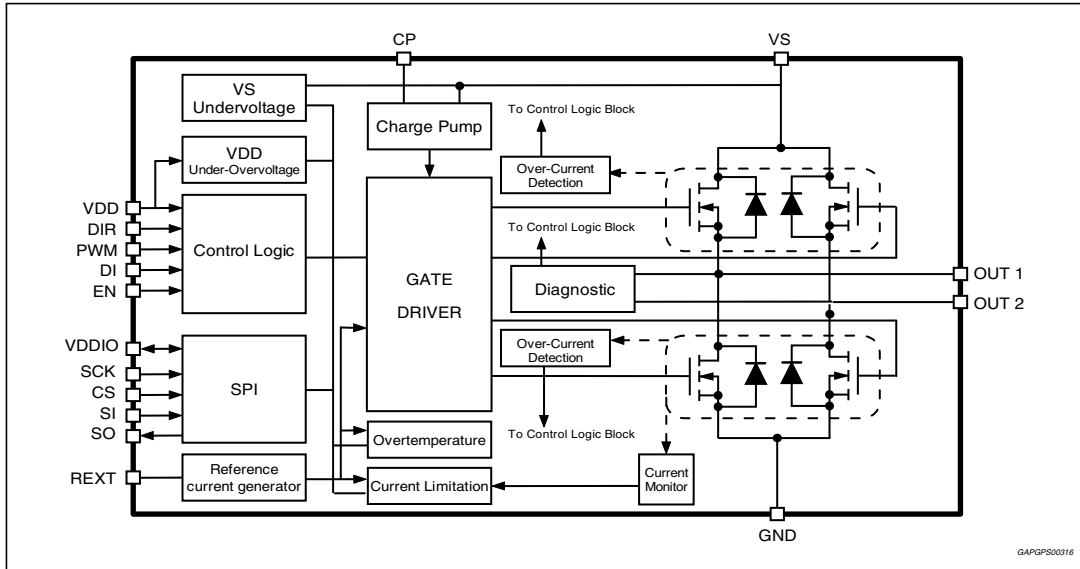 CP
VS
VS
Undervoltage
To Control Logic Block
Charge Pump
VDD
Under-Overvoltage
Over-Current
Detection
VDD
DIR
PWM
DI
EN
Control Logic
GATE
DRIVER
To Control Logic Block
Diagnostic
OUT 1
OUT 2
VDDIO
SCK
CS
SI
SO
SPI
Over-Current
Detection
To Control Logic Block
Overtemperature
REXT
Reference
current generator
Current Limitation
Current
Monitor
GND
GAPGPS00316